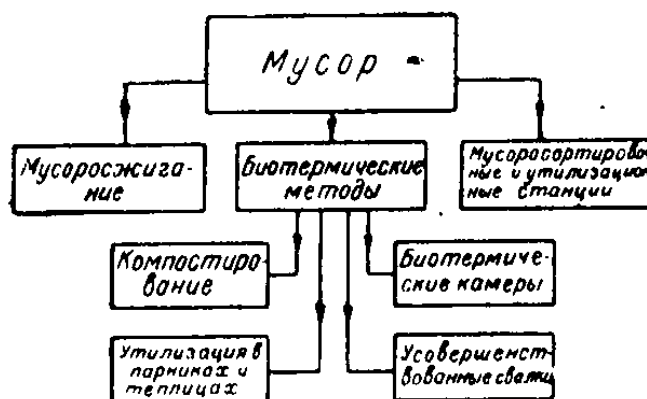 Мусор
Мусоросжига-
ние
Биотермические
методы
Мусоросортировоч
ные и утилизацион
ные станции
Компостиро-
вание
Биотермиче-
ские камеры
Утилизация в
парниках и
теплицах
Усовершенст-
вованные свалки